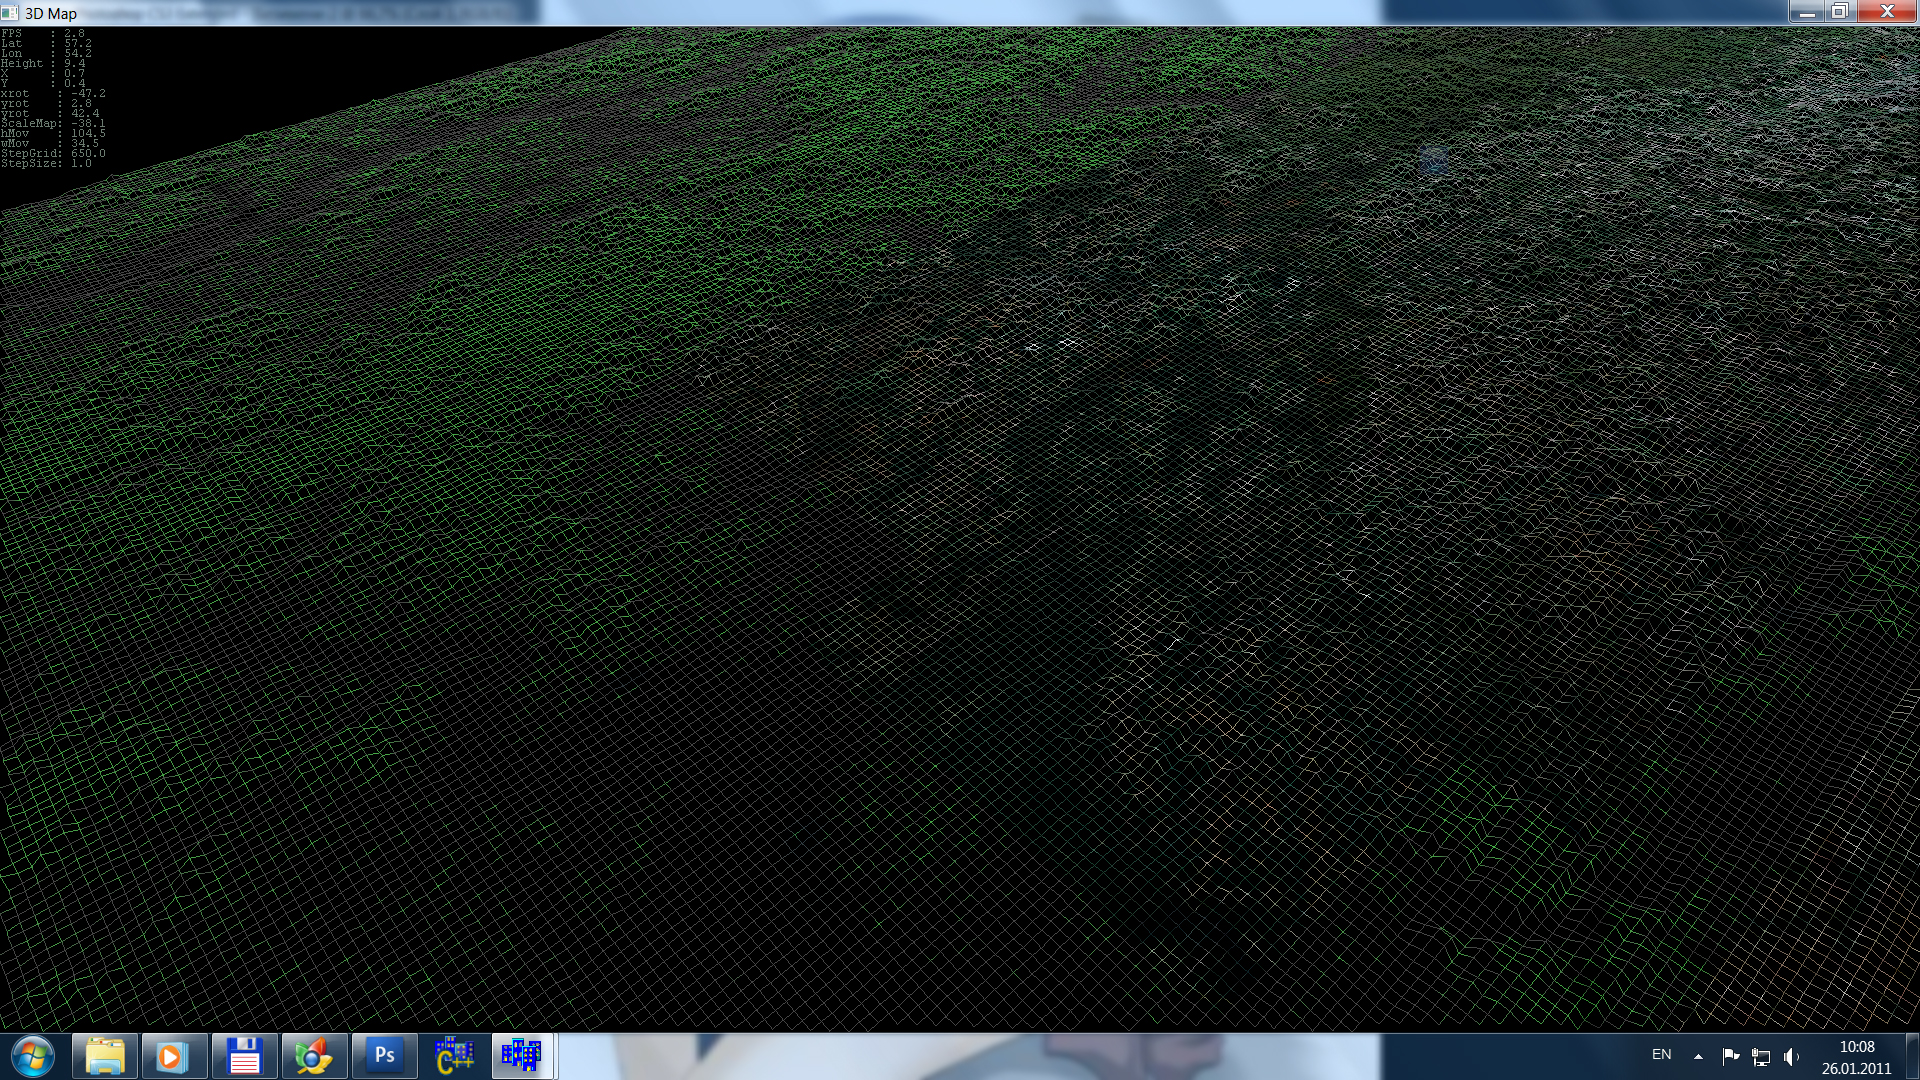 3D Map
FPS : 2.8
Lat : 57.2
Lon : 54.2
Height : 9.4
X : 0.7
Y : 0.4
xrot : -47.2
yrot : 2.8
yrot : 42.4
ScaleMap: -38.1
hMov : 104.5
wMov : 34.5
StepGrid: 650.0
StepSize: 1.0
Ps
C++
EN
10:08
26.01.2011